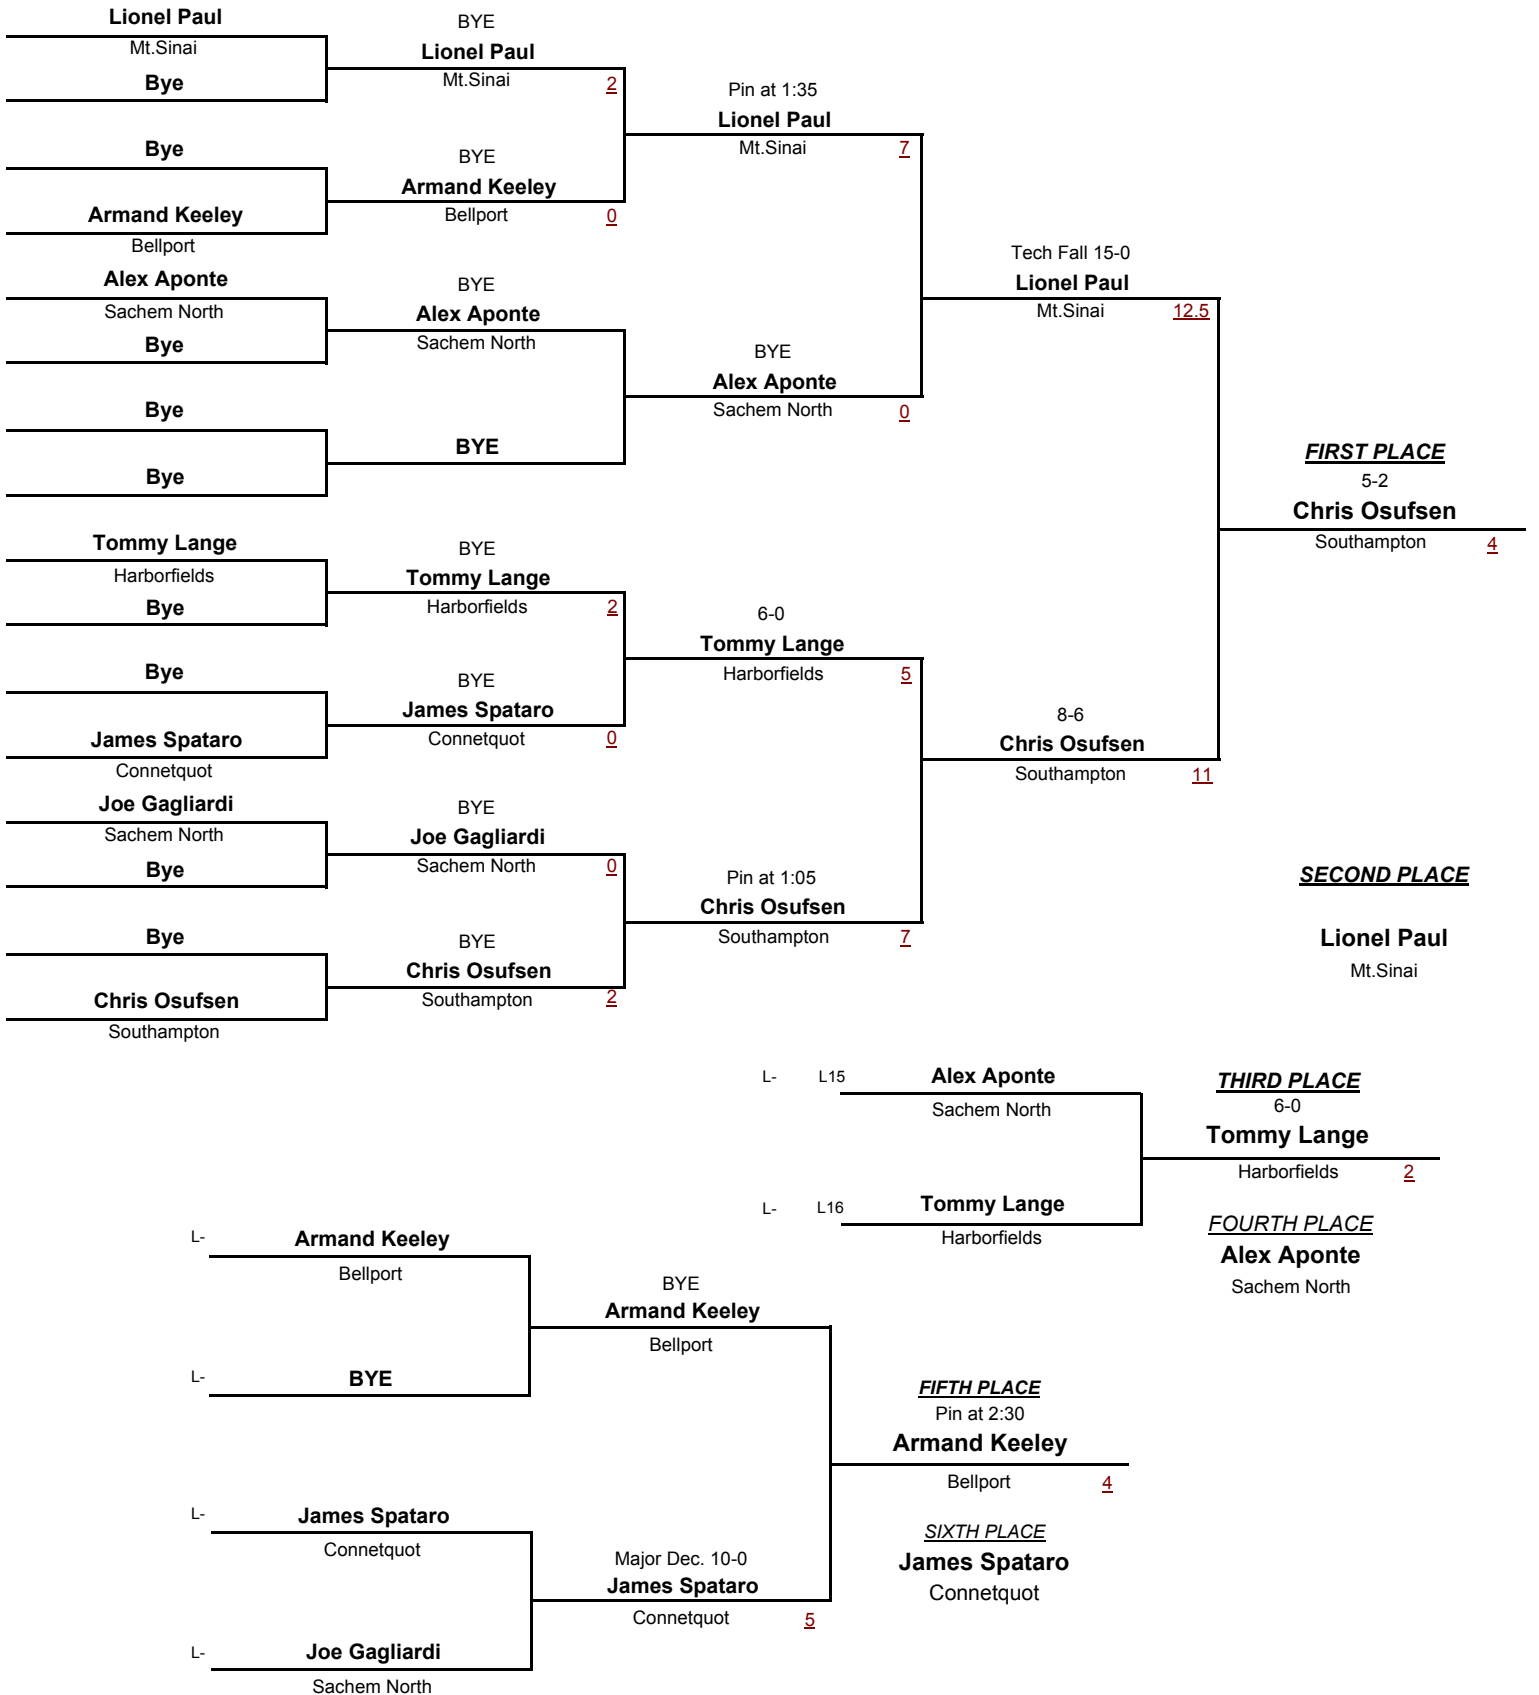 Lionel Paul
Mt.Sinai
Bye
Bye
Armand Keeley
Bellport
Alex Aponte
Sachem North
Bye
Bye
Bye
Tommy Lange
Harborfields
Bye
Bye
James Spataro
Connetquot
Joe Gagliardi
Sachem North
Bye
Bye
Chris Osufsen
Southampton
BYE
Lionel Paul
Mt.Sinai 2
BYE
Armand Keeley
Bellport 0
BYE
Alex Aponte
Sachem North
BYE
BYE
Tommy Lange
Harborfields 2
BYE
James Spataro
Connetquot 0
BYE
Joe Gagliardi
Sachem North 0
BYE
Chris Osufsen
Southampton 2
Pin at 1:35
Lionel Paul
Mt.Sinai 7
BYE
Alex Aponte
Sachem North 0
6-0
Tommy Lange
Harborfields 5
Pin at 1:05
Chris Osufsen
Southampton 7
Tech Fall 15-0
Lionel Paul
Mt.Sinai 12.5
8-6
Chris Osufsen
Southampton 11
FIRST PLACE
5-2
Chris Osufsen
Southampton 4
SECOND PLACE
Lionel Paul
Mt.Sinai
L- L15 Alex Aponte
Sachem North
L- L16 Tommy Lange
Harborfields
THIRD PLACE
6-0
Tommy Lange
Harborfields 2
FOURTH PLACE
Alex Aponte
Sachem North
L- Armand Keeley
Bellport
L- BYE
L- James Spataro
Connetquot
L- Joe Gagliardi
Sachem North
BYE
Armand Keeley
Bellport
Major Dec. 10-0
James Spataro
Connetquot 5
FIFTH PLACE
Pin at 2:30
Armand Keeley
Bellport 4
SIXTH PLACE
James Spataro
Connetquot